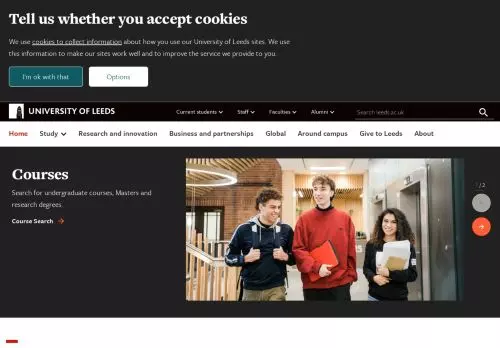 Tell us whether you accept cookies
We use cookies to collect information about how you use our University of Leeds sites. We use
this information to make our sites work well and to improve the service we provide to you.
I'm ok with that
Options
UNIVERSITY OF LEEDS
Current students
Staff
Faculties
Alumni
Search leeds.ac.uk
Home
Study
Research and innovation
Business and partnerships
Global
Around campus
Give to Leeds
About
Courses
Search for undergraduate courses, Masters and
research degrees.
Course Search
1 / 2